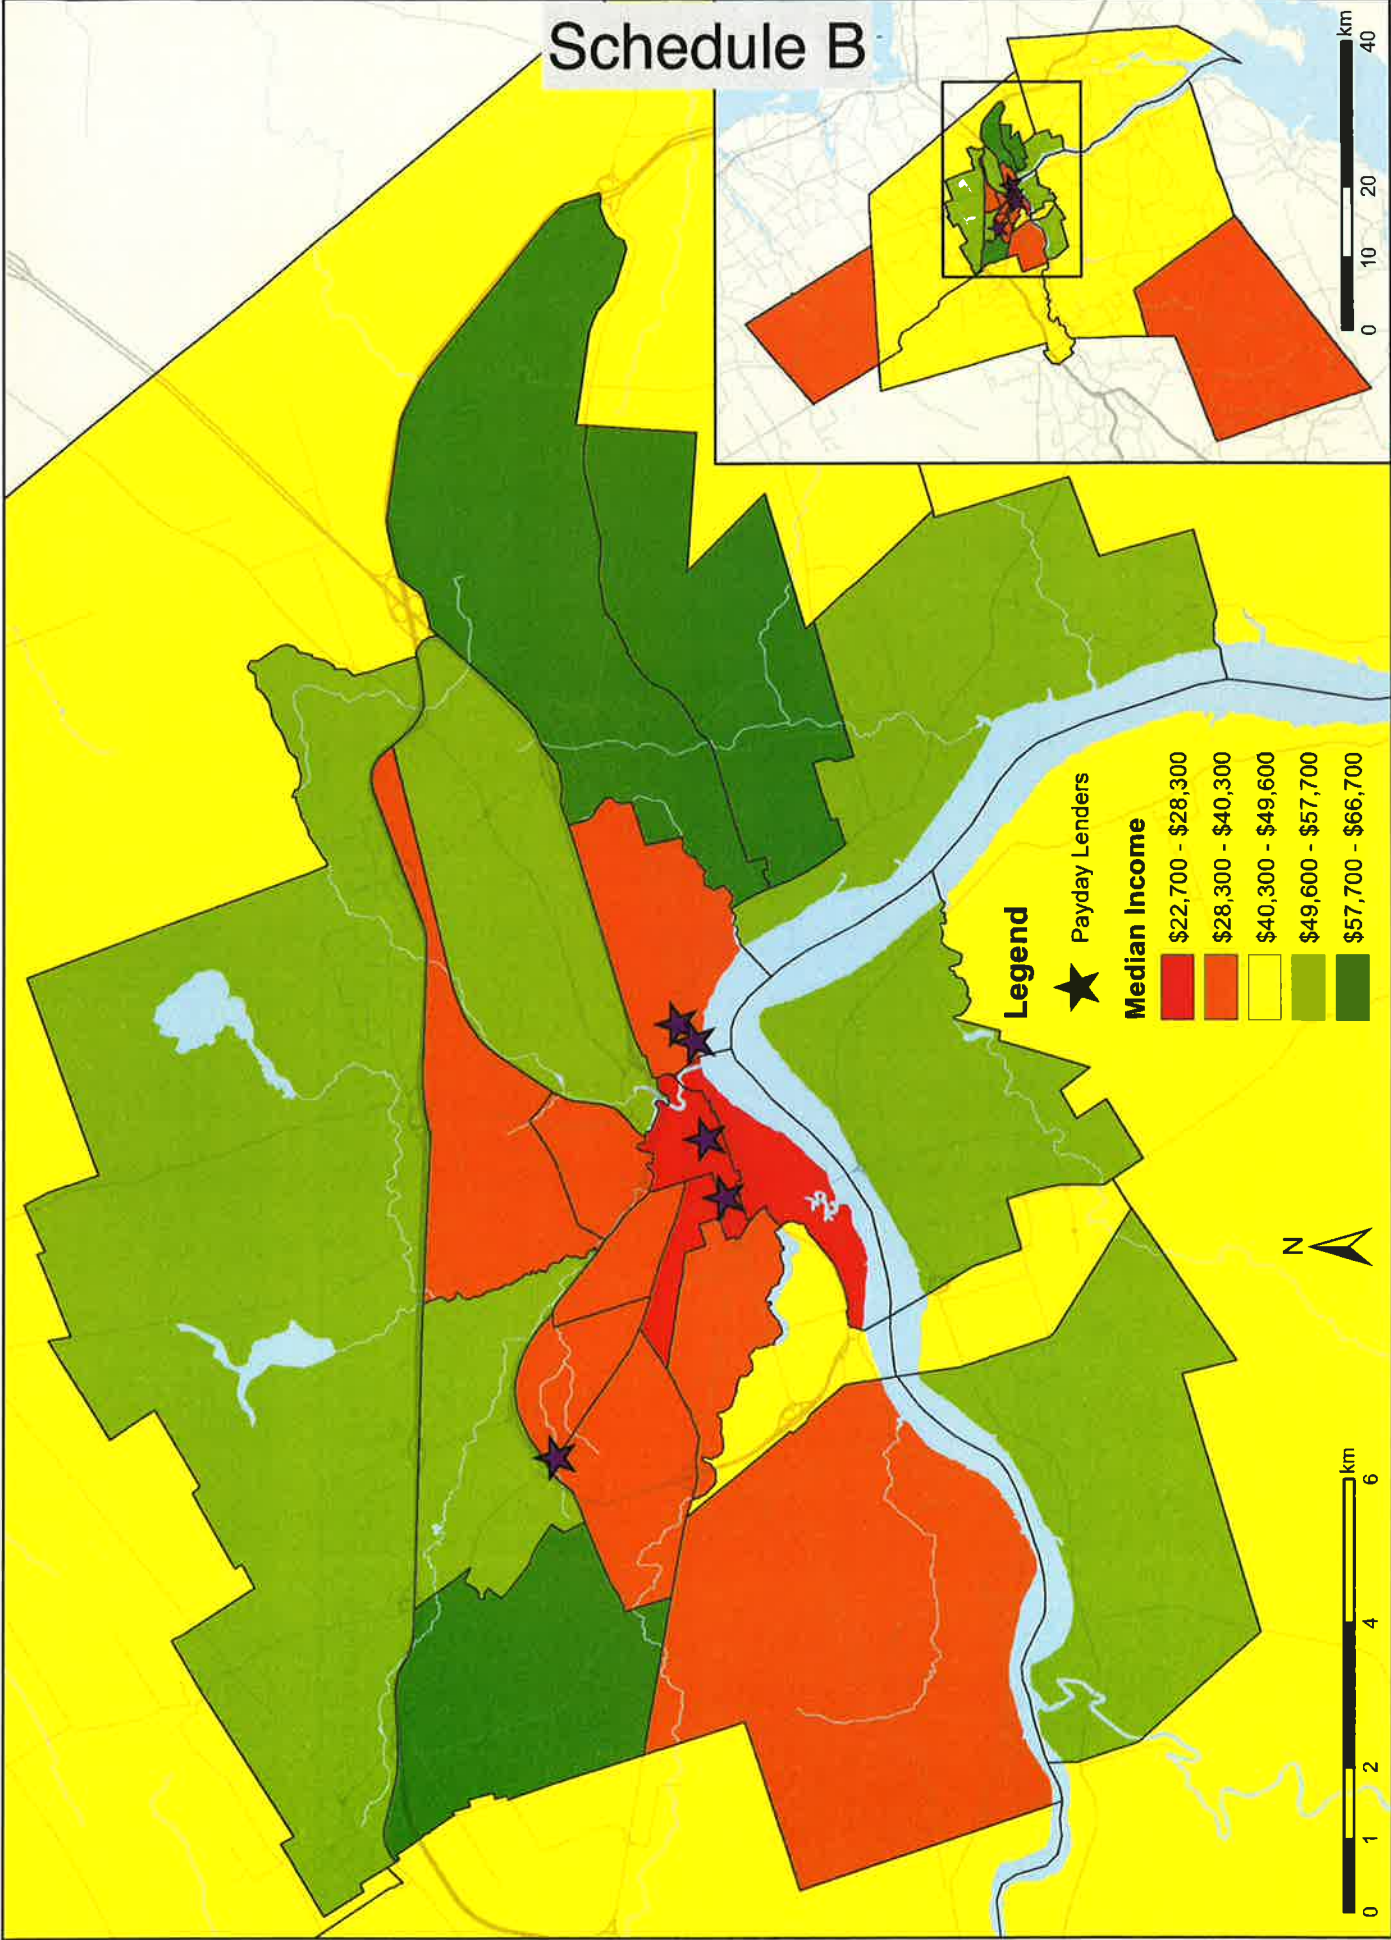 Schedule B
km
0 10 20 40
Legend
Payday Lenders
Median Income
$22,700 - $28,300
$28,300 - $40,300
$40,300 - $49,600
$49,600 - $57,700
$57,700 - $66,700
N
km
0 1 2 4 6